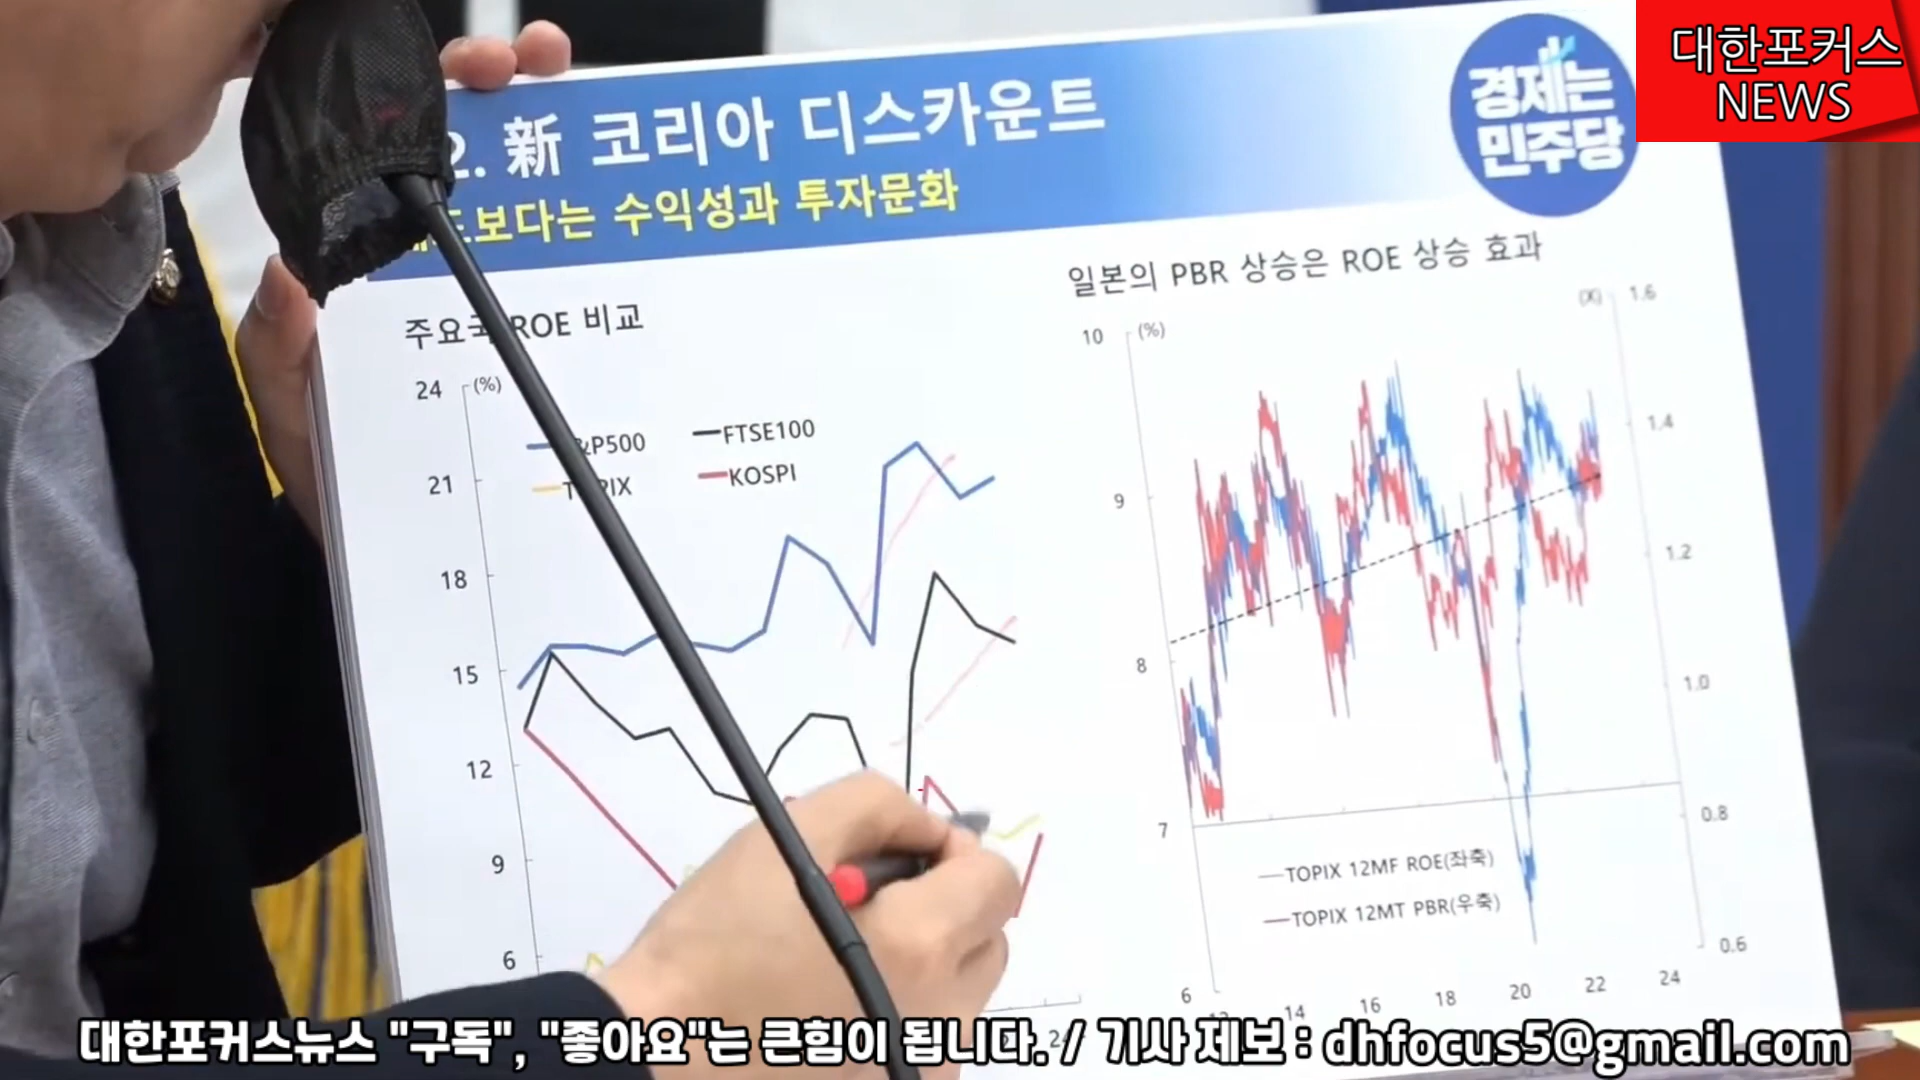 대한포커스
NEWS
경제는
민주당
2. 新 코리아 디스카운트
보다는 수익성과 투자문화
주요국 ROE 비교
24 (%)
&P500
FTSE100
KOSPI
21
18
15
12
9
6
일본의 PBR 상승은 ROE 상승 효과
10 (%)
(X) 1.6
9
1.4
1.2
8
1.0
7
0.8
TOPIX 12MF ROE(좌축)
TOPIX 12MT PBR(우축)
6
0.6
14 16 18 20 22 24
대한포커스뉴스 "구독", "좋아요"는 큰힘이 됩니다. / 기사 제보 : dhfocus5@gmail.com